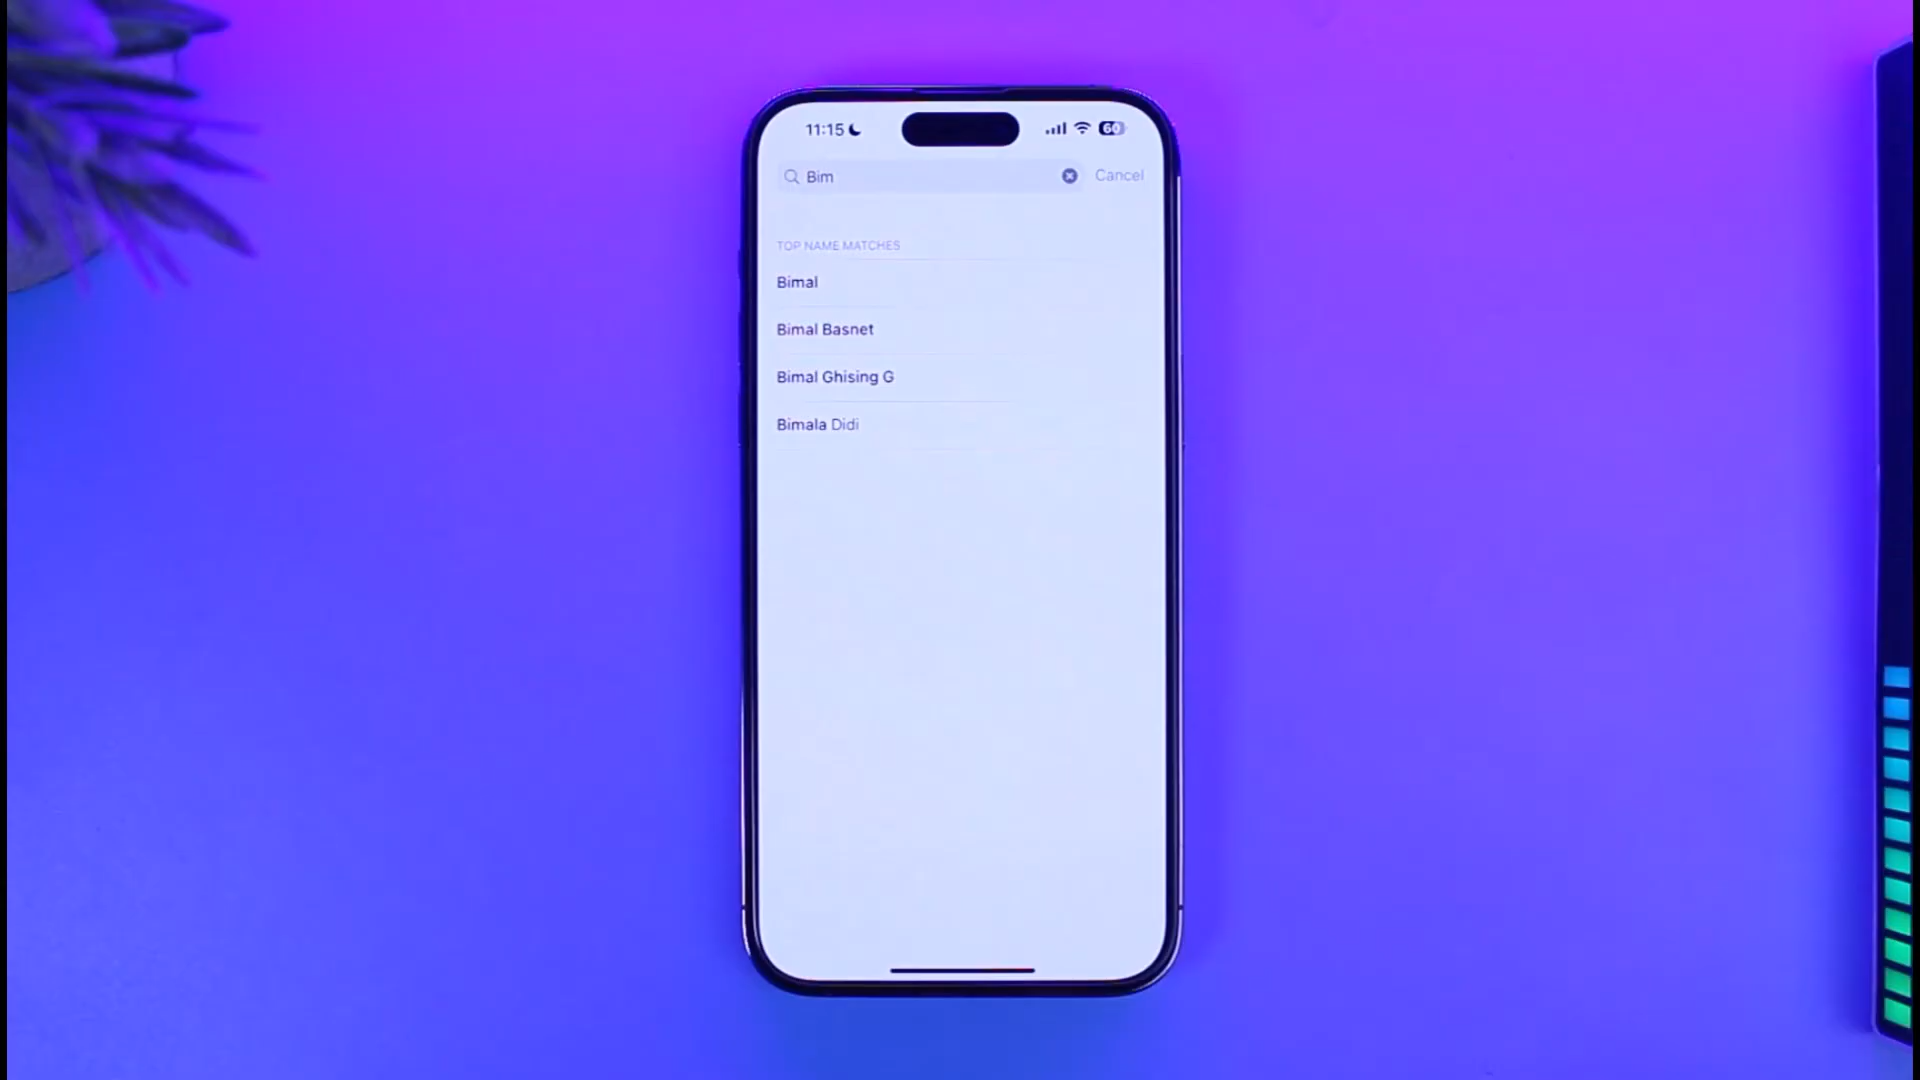 11:15
60
Bim
Cancel
TOP NAME MATCHES
Bimal
Bimal Basnet
Bimal Ghising G
Bimala Didi